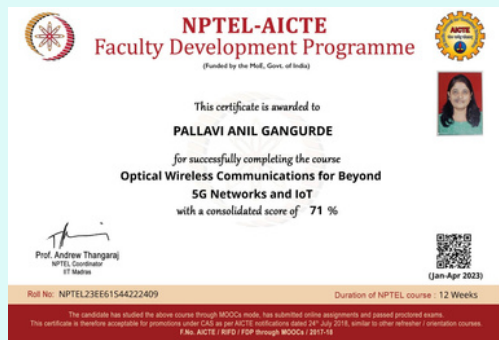 NPTEL-AICTE
Faculty Development Programme
(Funded by the MoE, Govt. of India)
AICTE
This certificate is awarded to
PALLAVI ANIL GANGURDE
for successfully completing the course
Optical Wireless Communications for Beyond
5G Networks and IoT
with a consolidated score of 71 %
Prof. Andrew Thangaraj
NPTEL Coordinator
IIT Madras
(Jan-Apr 2023)
Roll No: NPTEL23EE61S44222409
Duration of NPTEL course : 12 Weeks
The candidate has studied the above course through MOOCs mode, has submitted online assignments and passed proctored exams.
This certificate is therefore acceptable for promotions under CAS as per AICTE notifications dated 24th July 2018, similar to other refresher / orientation courses.
F.No. AICTE / RIFD / FDP through MOOCs / 2017-18